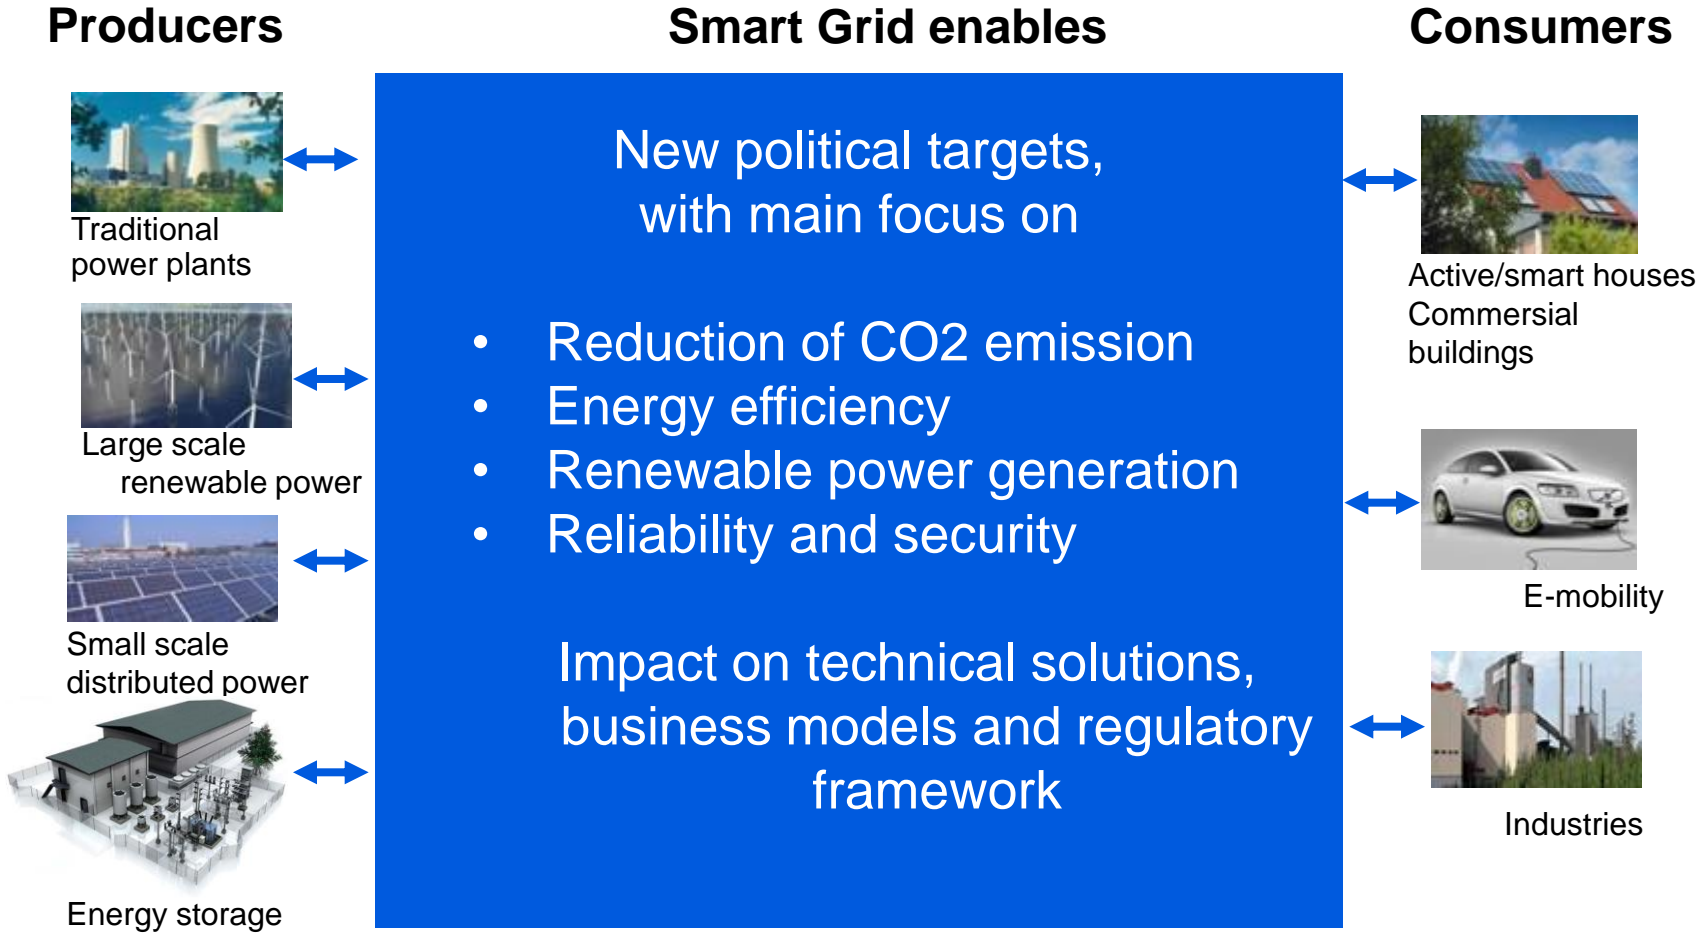 Producers
Smart Grid enables
Consumers
Traditional
power plants
Large scale
renewable power
Small scale
distributed power
Energy storage
New political targets,
with main focus on
• Reduction of CO2 emission
• Energy efficiency
• Renewable power generation
• Reliability and security
Impact on technical solutions,
business models and regulatory
framework
Active/smart houses
Commersial
buildings
E-mobility
Industries